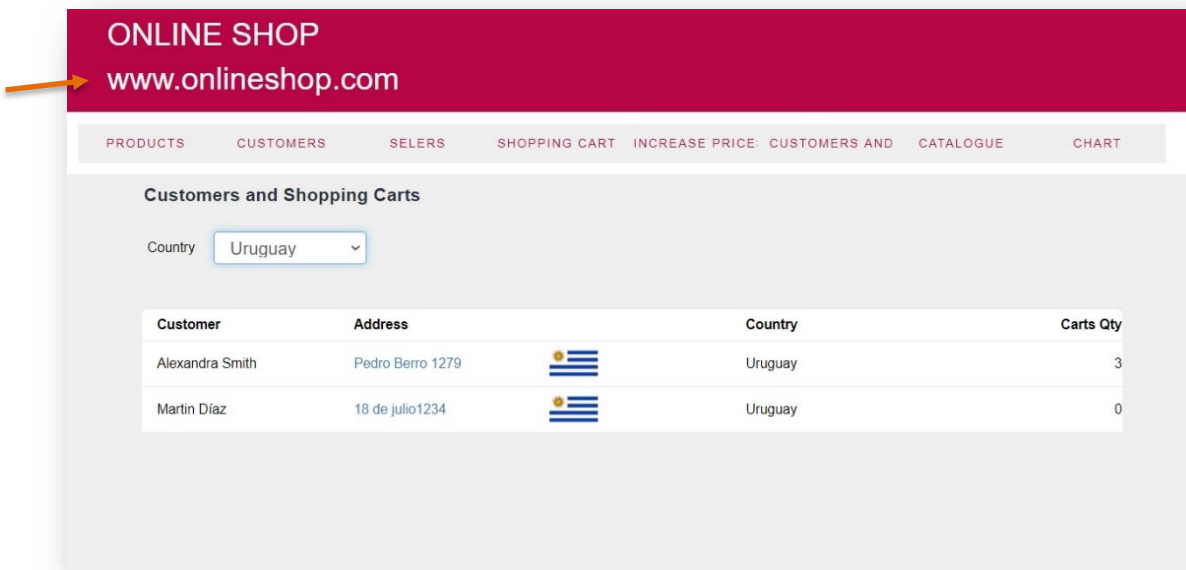 ONLINE SHOP
www.onlineshop.com
PRODUCTS CUSTOMERS SELERS SHOPPING CART INCREASE PRICE CUSTOMERS AND CATALOGUE CHART
Customers and Shopping Carts
Country Uruguay
Customer Address Country Carts Qty
Alexandra Smith Pedro Berro 1279 Uruguay 3
Martin Díaz 18 de julio1234 Uruguay 0